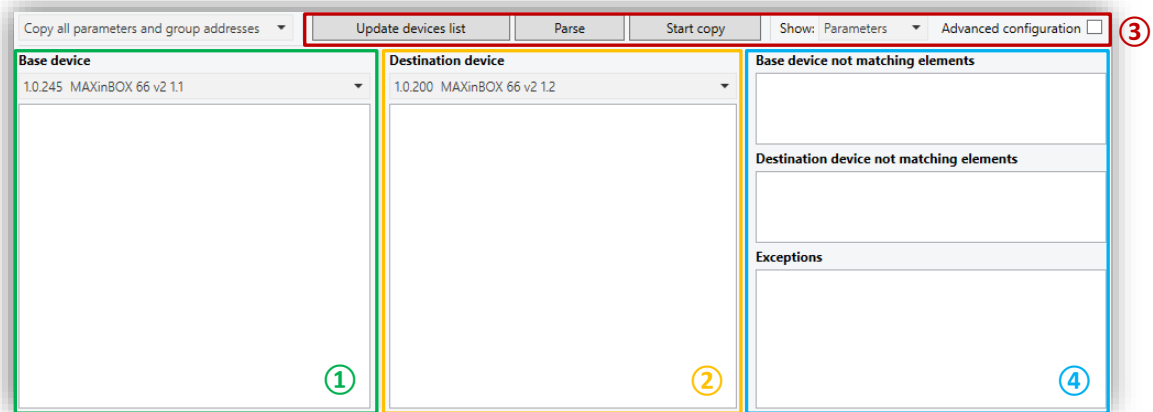 Copy all parameters and group addresses
Update devices list
Parse
Start copy
Show: Parameters
Advanced configuration
③
Base device
1.0.245 MAXinBOX 66 v2 1.1
①
Destination device
1.0.200 MAXinBOX 66 v2 1.2
②
Base device not matching elements
Destination device not matching elements
Exceptions
④